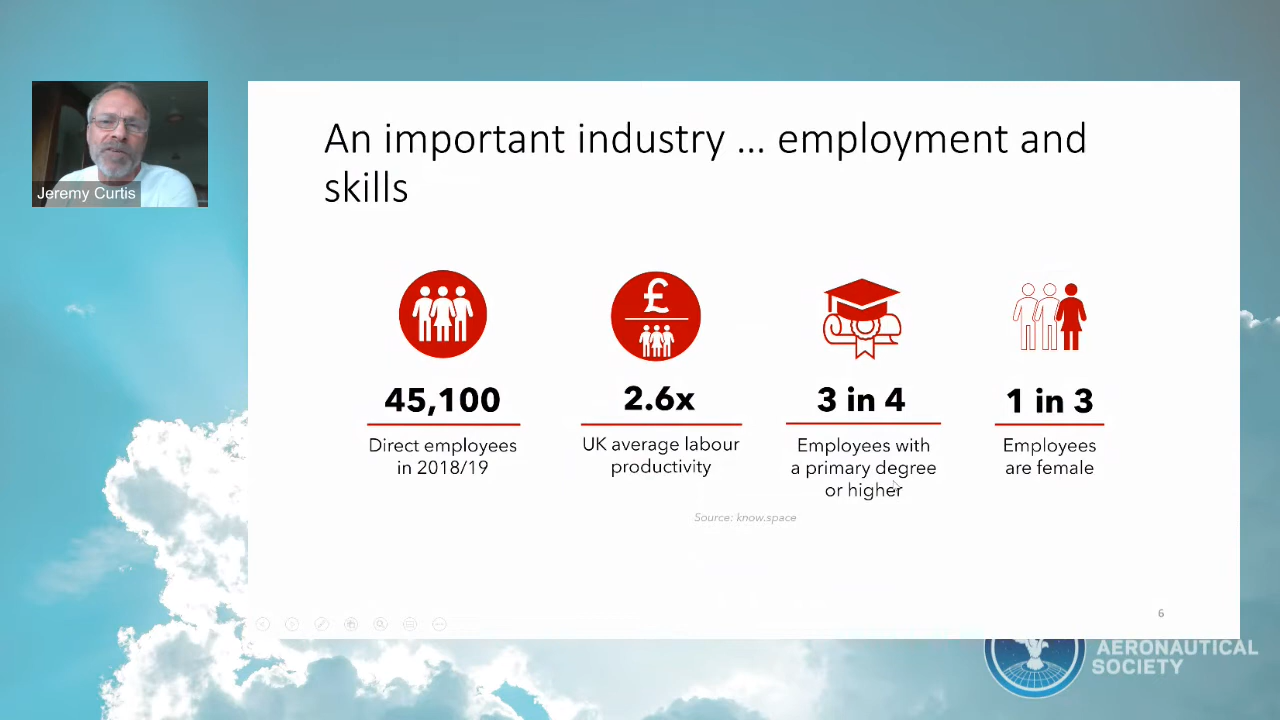 Jeremy Curtis
An important industry ... employment and
skills
£
45,100
Direct employees
in 2018/19
2.6x
UK average labour
productivity
3 in 4
Employees with
a primary degree
or higher
1 in 3
Employees
are female
Source: know.space
6
AERONAUTICAL
SOCIETY